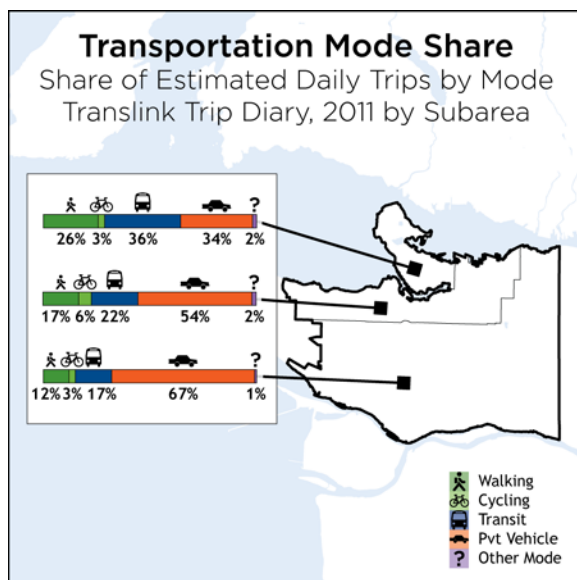 Transportation Mode Share
Share of Estimated Daily Trips by Mode
Translink Trip Diary, 2011 by Subarea
?
26% 3% 36% 34% 2%
?
17% 6% 22% 54% 2%
?
12% 3% 17% 67% 1%
Walking
Cycling
Transit
Pvt Vehicle
? Other Mode